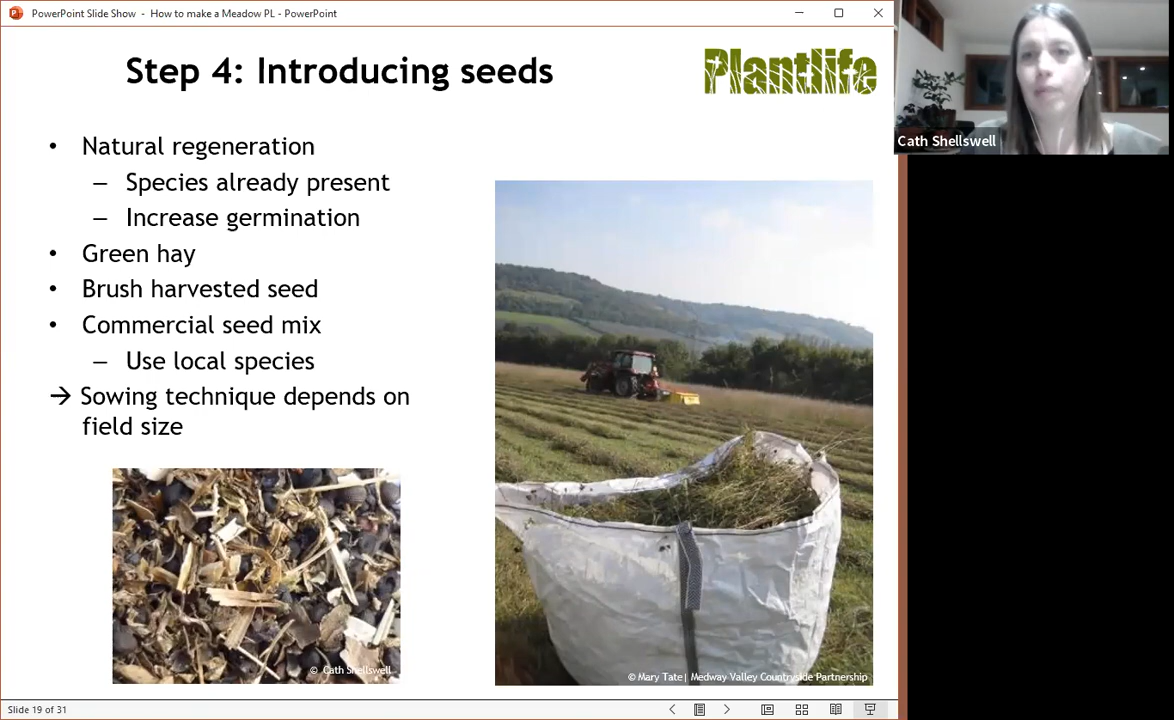 PowerPoint Slide Show - How to make a Meadow PL - PowerPoint
Step 4: Introducing seeds
Plantlife
• Natural regeneration
– Species already present
– Increase germination
• Green hay
• Brush harvested seed
• Commercial seed mix
– Use local species
→ Sowing technique depends on
field size
© Cath Shellswell
© Mary Tate| Medway Valley Countryside Partnership
Cath Shellswell
Slide 19 of 31